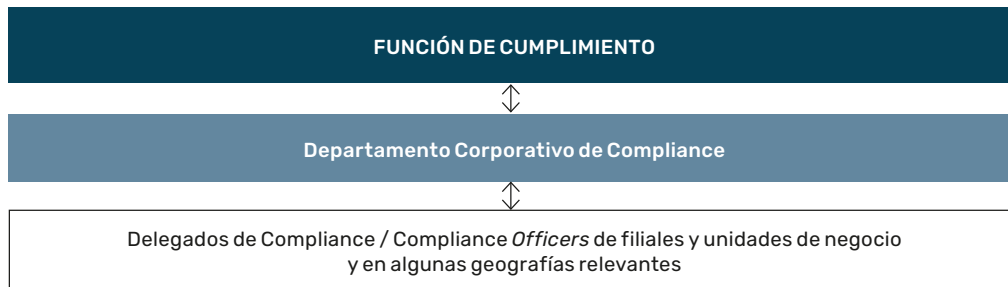 FUNCIÓN DE CUMPLIMIENTO
Departamento Corporativo de Compliance
Delegados de Compliance / Compliance Officers de filiales y unidades de negocio
y en algunas geografías relevantes